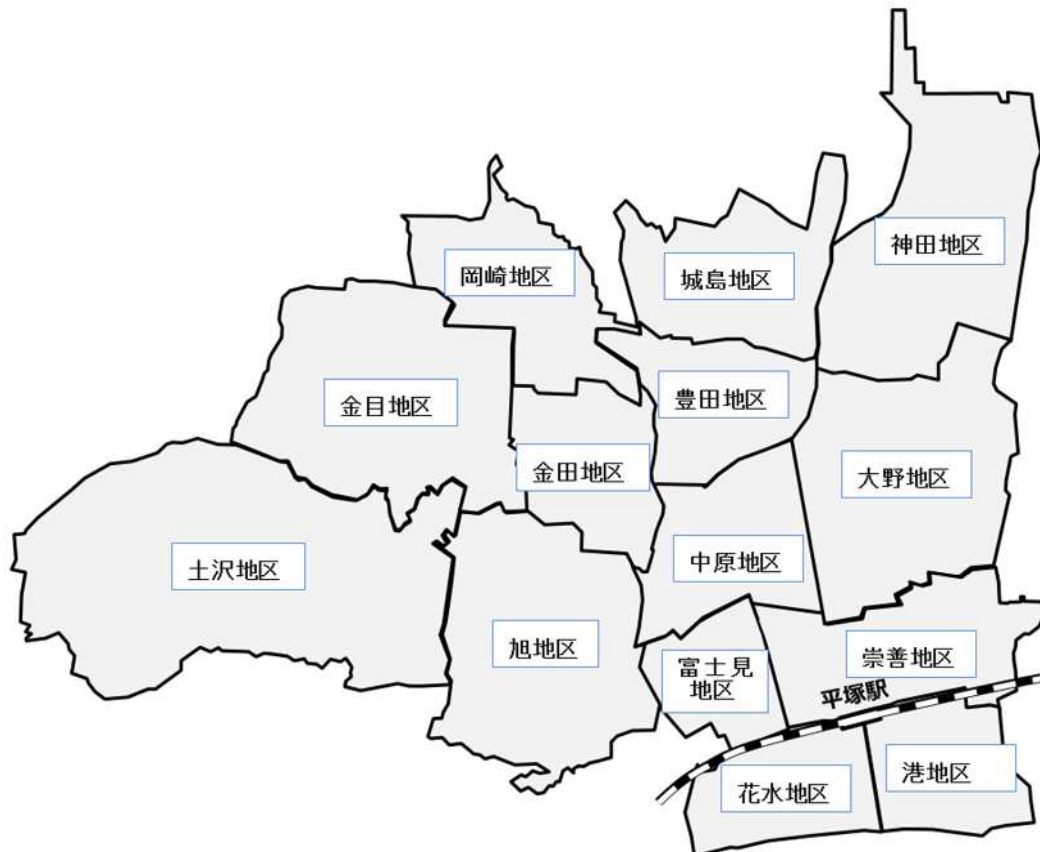 神田地区
岡崎地区
城島地区
金目地区
豊田地区
金田地区
大野地区
土沢地区
中原地区
旭地区
富士見
地区
崇善地区
平塚駅
花水地区
港地区